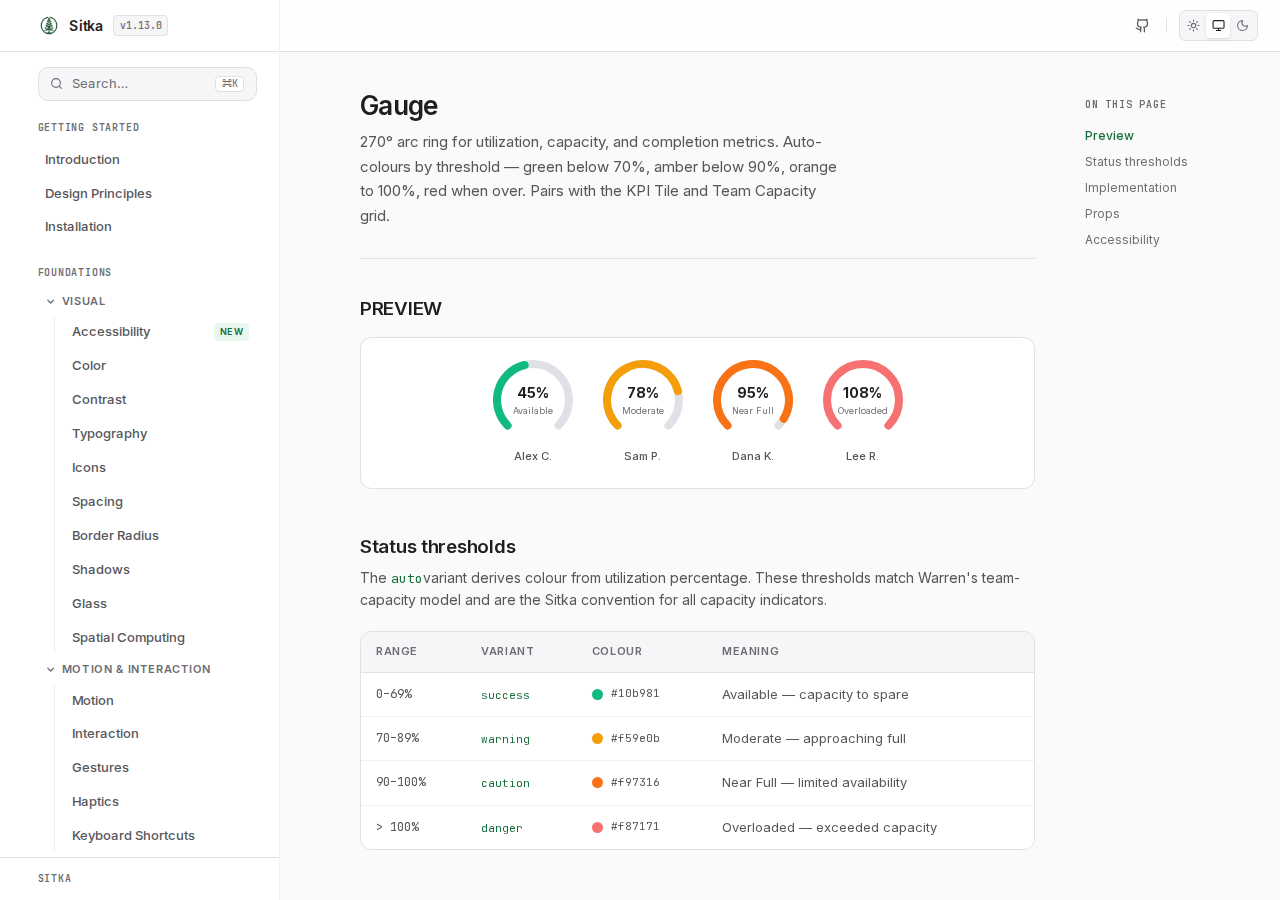 Sitka
v1.13.0
Search...
⌘K
GETTING STARTED
Introduction
Design Principles
Installation
FOUNDATIONS
VISUAL
Accessibility
NEW
Color
Contrast
Typography
Icons
Spacing
Border Radius
Shadows
Glass
Spatial Computing
MOTION & INTERACTION
Motion
Interaction
Gestures
Haptics
Keyboard Shortcuts
SITKA
Gauge
270° arc ring for utilization, capacity, and completion metrics. Auto-
colours by threshold — green below 70%, amber below 90%, orange
to 100%, red when over. Pairs with the KPI Tile and Team Capacity
grid.
PREVIEW
45%
Available
Alex C.
78%
Moderate
Sam P.
95%
Near Full
Dana K.
108%
Overloaded
Lee R.
Status thresholds
The auto variant derives colour from utilization percentage. These thresholds match Warren's team-
capacity model and are the Sitka convention for all capacity indicators.
RANGE VARIANT COLOUR MEANING
0–69% success #10b981 Available — capacity to spare
70–89% warning #f59e0b Moderate — approaching full
90–100% caution #f97316 Near Full — limited availability
> 100% danger #f87171 Overloaded — exceeded capacity
ON THIS PAGE
Preview
Status thresholds
Implementation
Props
Accessibility